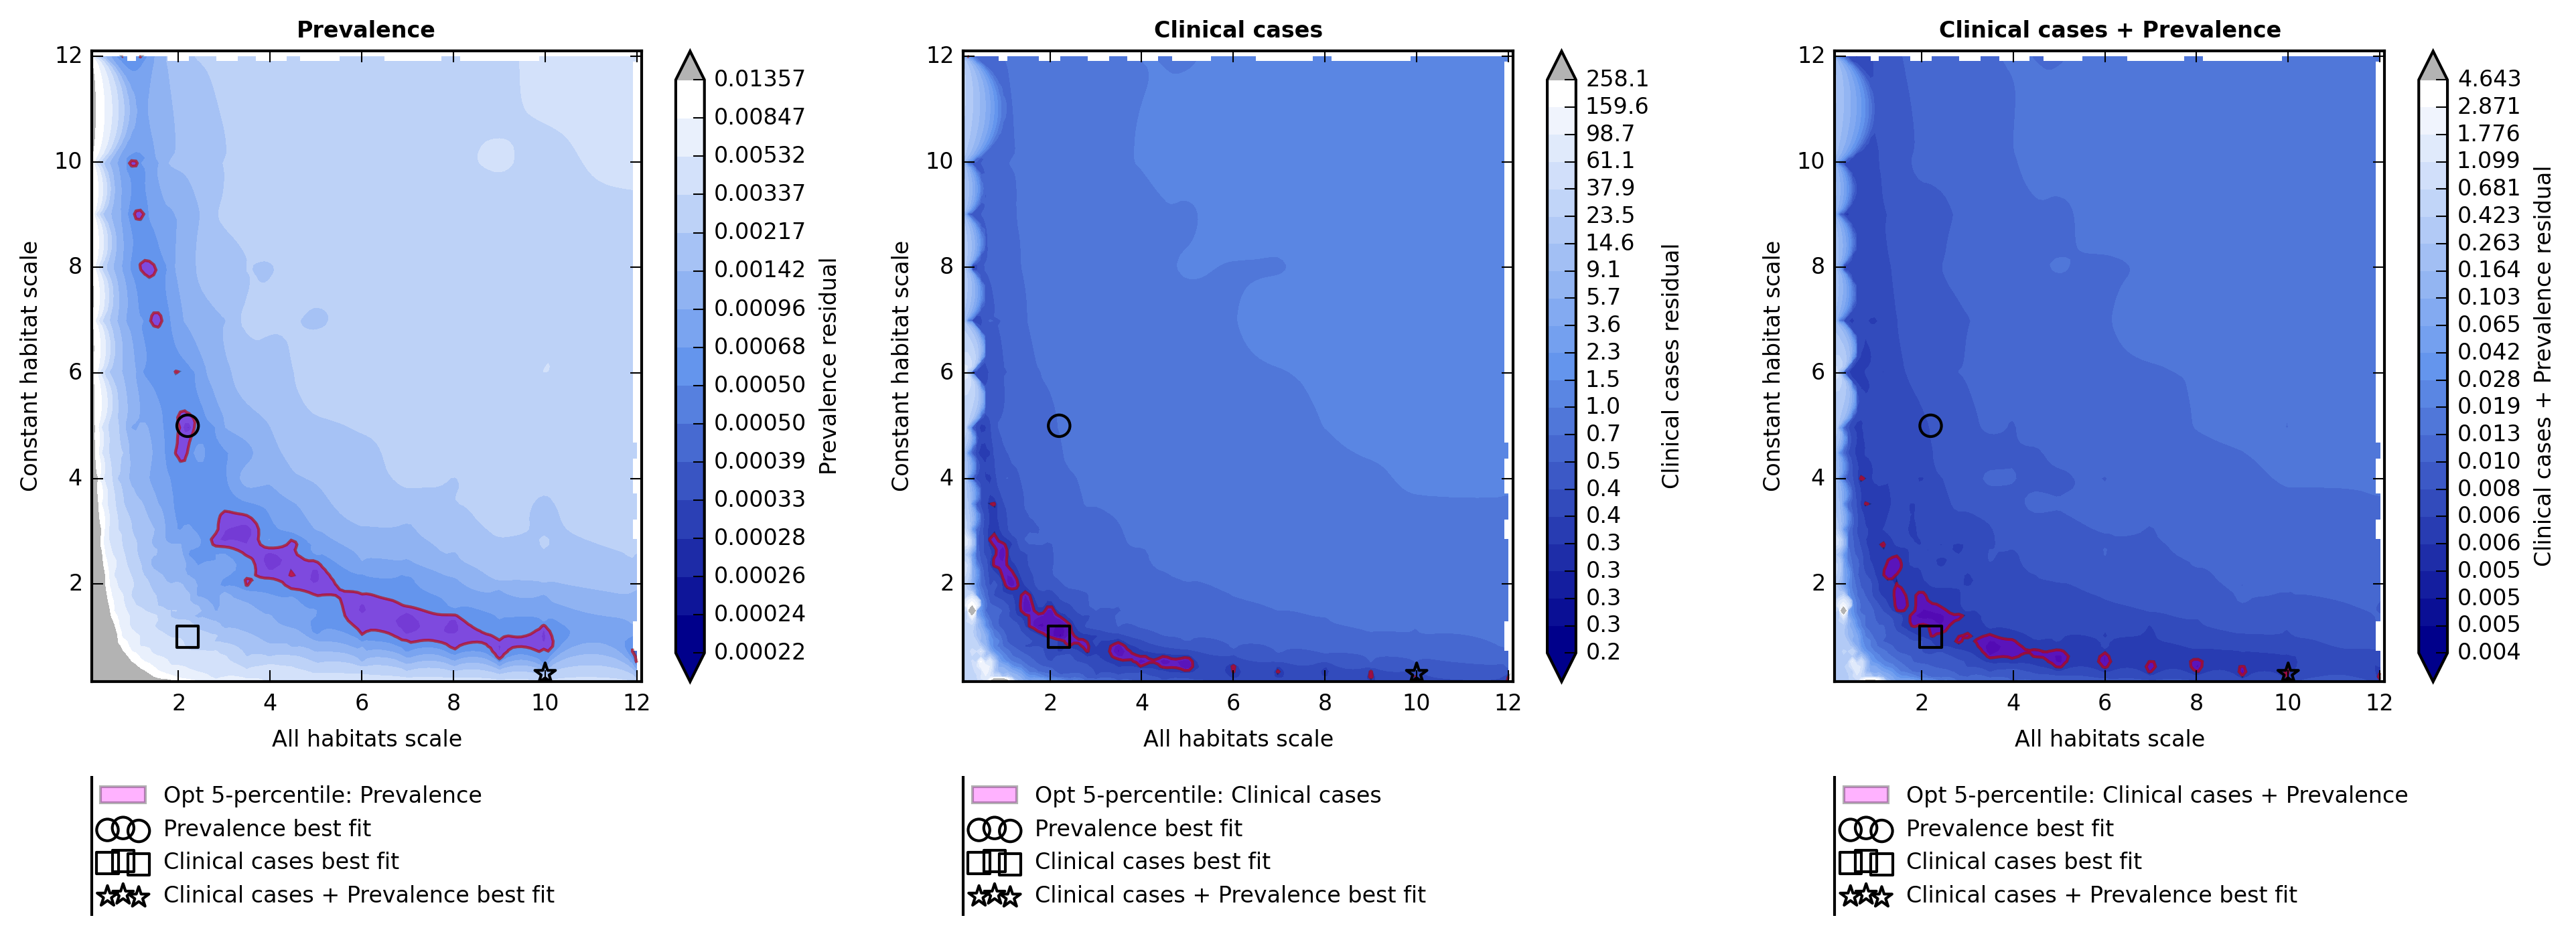 Prevalence
12
10
8
6
4
2
2 4 6 8 10 12
Constant habitat scale
All habitats scale
0.01357
0.00847
0.00532
0.00337
0.00217
0.00142
0.00096
0.00068
0.00050
0.00050
0.00039
0.00033
0.00028
0.00026
0.00024
0.00022
Prevalence residual
Opt 5-percentile: Prevalence
Prevalence best fit
Clinical cases best fit
Clinical cases + Prevalence best fit
Clinical cases
12
10
8
6
4
2
2 4 6 8 10 12
Constant habitat scale
All habitats scale
258.1
159.6
98.7
61.1
37.9
23.5
14.6
9.1
5.7
3.6
2.3
1.5
1.0
0.7
0.5
0.4
0.4
0.3
0.3
0.3
0.3
0.2
Clinical cases residual
Opt 5-percentile: Clinical cases
Prevalence best fit
Clinical cases best fit
Clinical cases + Prevalence best fit
Clinical cases + Prevalence
12
10
8
6
4
2
2 4 6 8 10 12
Constant habitat scale
All habitats scale
4.643
2.871
1.776
1.099
0.681
0.423
0.263
0.164
0.103
0.065
0.042
0.028
0.019
0.013
0.010
0.008
0.006
0.006
0.005
0.005
0.005
0.004
Clinical cases + Prevalence residual
Opt 5-percentile: Clinical cases + Prevalence
Prevalence best fit
Clinical cases best fit
Clinical cases + Prevalence best fit